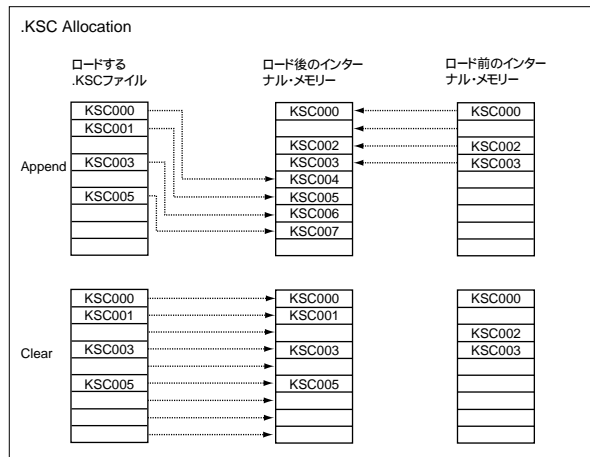 .KSC Allocation
ロードする
.KSCファイル
ロード後のインター
ナル・メモリー
ロード前のインター
ナル・メモリー
Append
KSC000
KSC001
KSC003
KSC005
KSC000
KSC002
KSC003
KSC004
KSC005
KSC006
KSC007
KSC000
KSC002
KSC003
Clear
KSC000
KSC001
KSC003
KSC005
KSC000
KSC001
KSC003
KSC005
KSC000
KSC002
KSC003